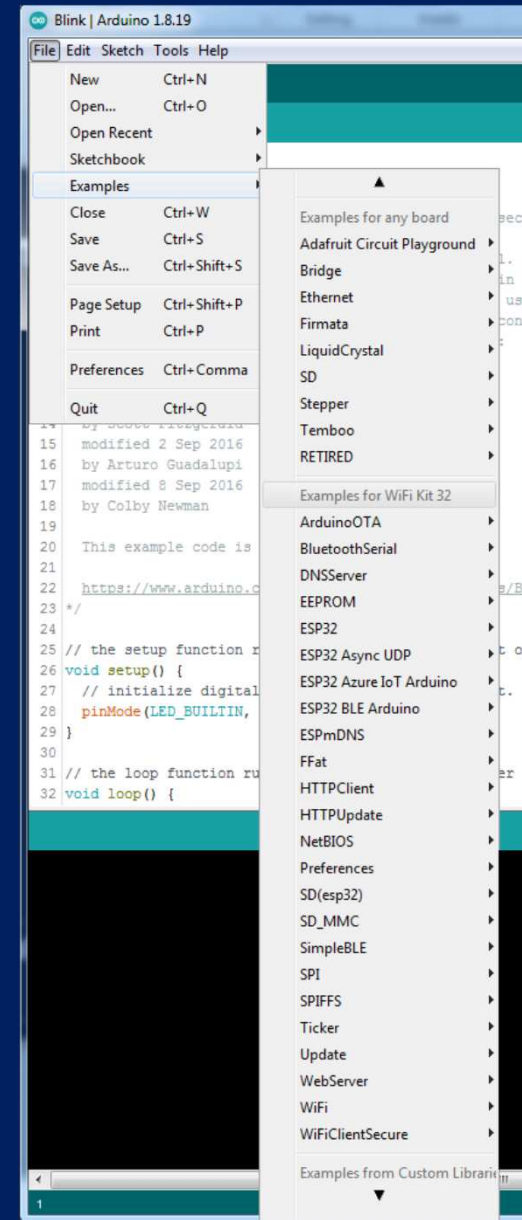 Blink | Arduino 1.8.19
File Edit Sketch Tools Help
New Ctrl+N
Open... Ctrl+O
Open Recent
Sketchbook
Examples
Close Ctrl+W
Save Ctrl+S
Save As... Ctrl+Shift+S
Page Setup Ctrl+Shift+P
Print Ctrl+P
Preferences Ctrl+Comma
Quit Ctrl+Q
Examples for any board
Adafruit Circuit Playground
Bridge
Ethernet
Firmata
LiquidCrystal
SD
Stepper
Temboo
RETIRED
Examples for WiFi Kit 32
ArduinoOTA
BluetoothSerial
DNSServer
EEPROM
ESP32
ESP32 Async UDP
ESP32 Azure IoT Arduino
ESP32 BLE Arduino
ESPmDNS
FFat
HTTPClient
HTTPUpdate
NetBIOS
Preferences
SD(esp32)
SD_MMC
SimpleBLE
SPI
SPIFFS
Ticker
Update
WebServer
WiFi
WiFiClientSecure
Examples from Custom Librarie
15 modified 2 Sep 2016
16 by Arturo Guadalupi
17 modified 8 Sep 2016
18 by Colby Newman
19
20 This example code is
21
22 https://www.arduino.c
23 */
24
25 // the setup function r
26 void setup() {
27 // initialize digital
28 pinMode(LED_BUILTIN,
29 }
30
31 // the loop function ru
32 void loop() {
1